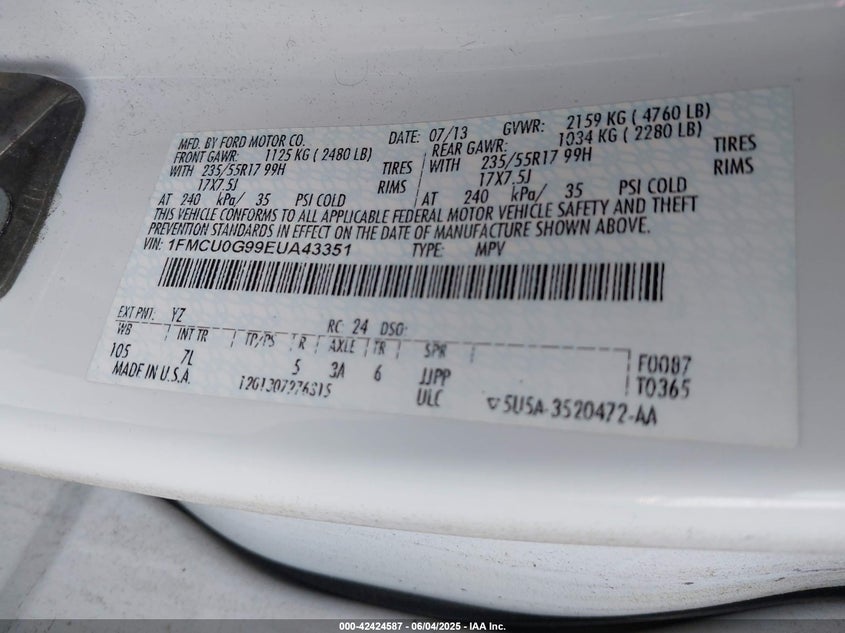 MFD. BY FORD MOTOR CO. DATE: 07/13 GVWR: 2159 KG ( 4760 LB)
FRONT GAWR: 1125 KG ( 2480 LB) REAR GAWR: 1034 KG ( 2280 LB)
WITH 235/55R17 99H TIRES WITH 235/55R17 99H TIRES
17X7.5J RIMS 17X7.5J RIMS
AT 240 kPa/ 35 PSI COLD AT 240 kPa/ 35 PSI COLD
THIS VEHICLE CONFORMS TO ALL APPLICABLE FEDERAL MOTOR VEHICLE SAFETY AND THEFT
PREVENTION STANDARDS IN EFFECT ON THE DATE OF MANUFACTURE SHOWN ABOVE.
VIN: 1FMCU0G99EUA43351 TYPE: MPV
EXT PNT: YZ RC: 24 DSO:
WB INT TR TP/PS R AXLE TR SPR
105 7L 5 3A 6 JJPP F0087
MADE IN U.S.A. ULC T0365
5U5A-3520472-AA
000-42424587 - 06/04/2025 - IAA Inc.